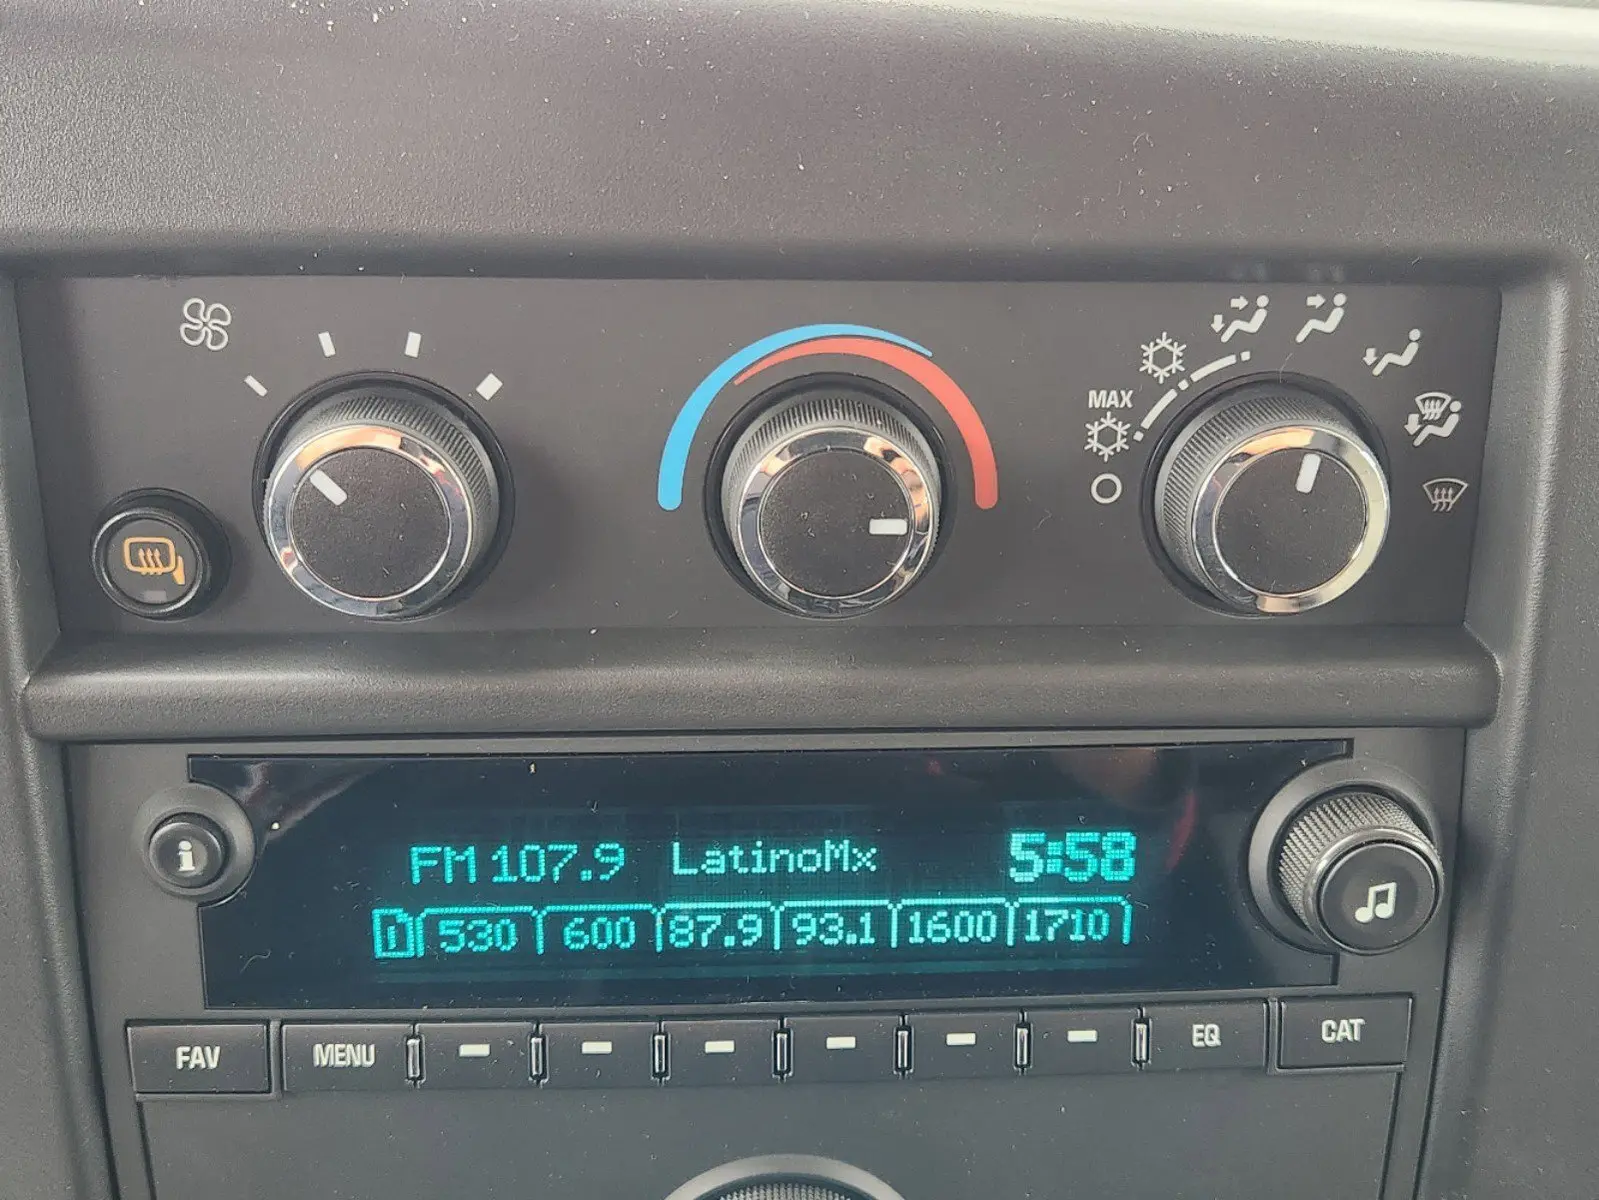 MAX
i
FM 107.9 LatinoMx 5:58
1 530 600 87.9 93.1 1600 1710
FAV MENU EQ CAT